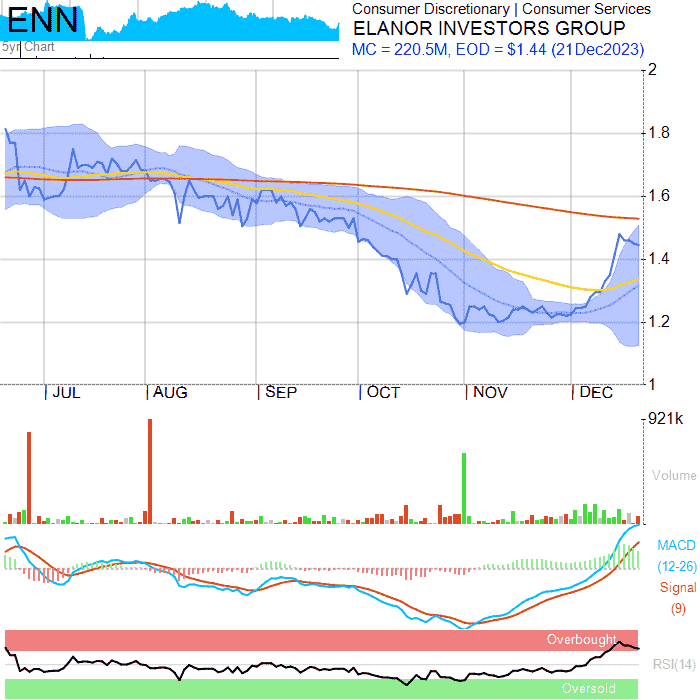 ENN
5yr Chart
Consumer Discretionary | Consumer Services
ELANOR INVESTORS GROUP
MC = 220.5M, EOD = $1.44 (21Dec2023)
2
1.8
1.6
1.4
1.2
1
JUL AUG SEP OCT NOV DEC
921k
Volume
MACD
(12-26)
Signal
(9)
Overbought
RSI(14)
Oversold